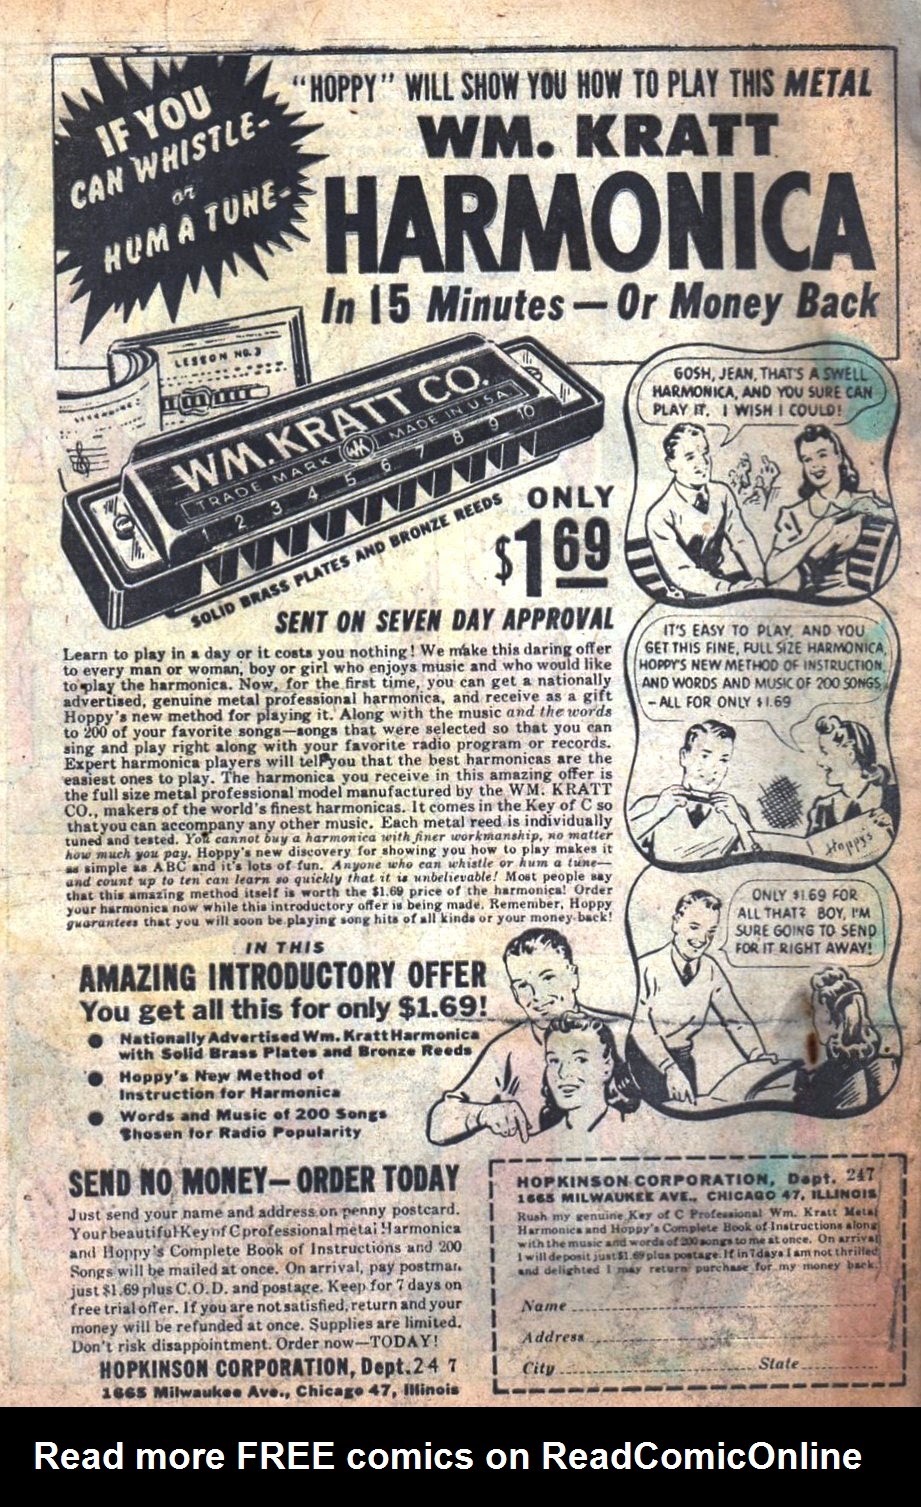 IF YOU
CAN WHISTLE-
or
HUM A TUNE-
"HOPPY" WILL SHOW YOU HOW TO PLAY THIS METAL
WM. KRATT
HARMONICA
In 15 Minutes — Or Money Back
LESSON NO. 3
WM. KRATT CO.
TRADE MARK WK MADE IN U.S.A.
1 2 3 4 5 6 7 8 9 10
SOLID BRASS PLATES AND BRONZE REEDS
ONLY
$1.69
SENT ON SEVEN DAY APPROVAL
Learn to play in a day or it costs you nothing! We make this daring offer
to every man or woman, boy or girl who enjoys music and who would like
to play the harmonica. Now, for the first time, you can get a nationally
advertised, genuine metal professional harmonica, and receive as a gift
Hoppy's new method for playing it. Along with the music and the words
to 200 of your favorite songs—songs that were selected so that you can
sing and play right along with your favorite radio program or records.
Expert harmonica players will tell you that the best harmonicas are the
easiest ones to play. The harmonica you receive in this amazing offer is
the full size metal professional model manufactured by the WM. KRATT
CO., makers of the world's finest harmonicas. It comes in the Key of C so
that you can accompany any other music. Each metal reed is individually
tuned and tested. You cannot buy a harmonica with finer workmanship, no matter
how much you pay. Hoppy's new discovery for showing you how to play makes it
as simple as ABC and it's lots of fun. Anyone who can whistle or hum a tune—
and count up to ten can learn so quickly that it is unbelievable! Most people say
that this amazing method itself is worth the $1.69 price of the harmonica! Order
your harmonica now while this introductory offer is being made. Remember, Hoppy
guarantees that you will soon be playing song hits of all kinds or your money back!
GOSH, JEAN, THAT'S A SWELL
HARMONICA, AND YOU SURE CAN
PLAY IT. I WISH I COULD!
IT'S EASY TO PLAY, AND YOU
GET THIS FINE, FULL SIZE HARMONICA,
HOPPY'S NEW METHOD OF INSTRUCTION,
AND WORDS AND MUSIC OF 200 SONGS
- ALL FOR ONLY $1.69
Hoppy's
ONLY $1.69 FOR
ALL THAT? BOY, I'M
SURE GOING TO SEND
FOR IT RIGHT AWAY!
IN THIS
AMAZING INTRODUCTORY OFFER
You get all this for only $1.69!
● Nationally Advertised Wm. Kratt Harmonica
with Solid Brass Plates and Bronze Reeds
● Hoppy's New Method of
Instruction for Harmonica
● Words and Music of 200 Songs
Chosen for Radio Popularity
SEND NO MONEY — ORDER TODAY
Just send your name and address on penny postcard.
Your beautiful Key of C professional metal Harmonica
and Hoppy's Complete Book of Instructions and 200
Songs will be mailed at once. On arrival, pay postman
just $1.69 plus C.O.D. and postage. Keep for 7 days on
free trial offer. If you are not satisfied, return and your
money will be refunded at once. Supplies are limited.
Don't risk disappointment. Order now—TODAY!
HOPKINSON CORPORATION, Dept. 247
1665 Milwaukee Ave., Chicago 47, Illinois
HOPKINSON CORPORATION, Dept. 247
1665 MILWAUKEE AVE., CHICAGO 47, ILLINOIS
Rush my genuine Key of C Professional Wm. Kratt Metal
Harmonica and Hoppy's Complete Book of Instructions along
with the music and words of 200 songs to me at once. On arrival
I will deposit just $1.69 plus postage. If in 7 days I am not thrilled
and delighted I may return purchase for my money back.
Name
Address
City State
Read more FREE comics on ReadComicOnline